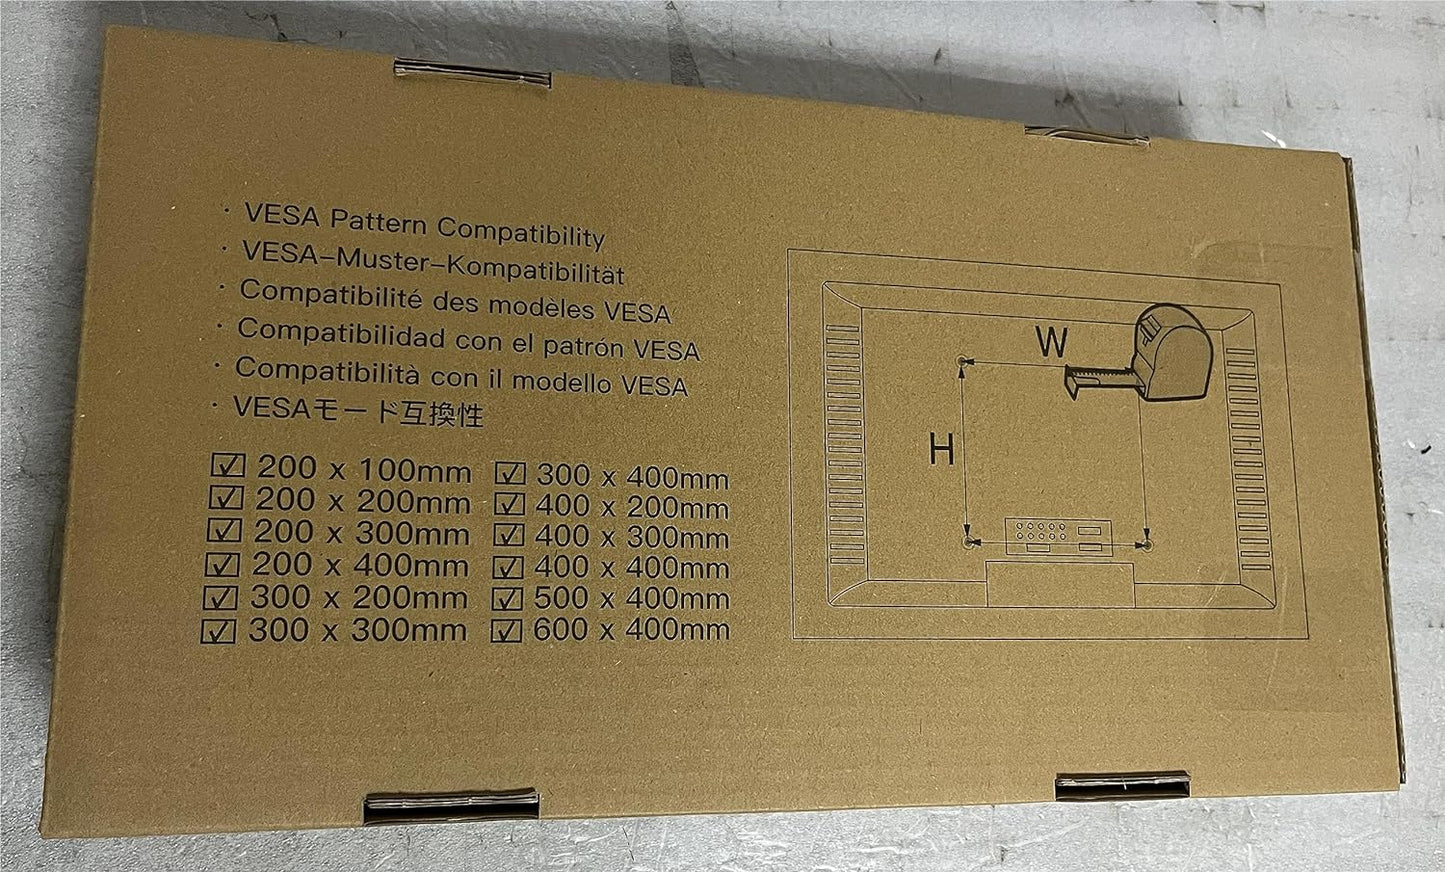 · VESA Pattern Compatibility
· VESA-Muster-Kompatibilität
· Compatibilité des modèles VESA
· Compatibilidad con el patrón VESA
· Compatibilità con il modello VESA
· VESAモード互換性
☑ 200 x 100mm ☑ 300 x 400mm
☑ 200 x 200mm ☑ 400 x 200mm
☑ 200 x 300mm ☑ 400 x 300mm
☑ 200 x 400mm ☑ 400 x 400mm
☑ 300 x 200mm ☑ 500 x 400mm
☑ 300 x 300mm ☑ 600 x 400mm
W
H